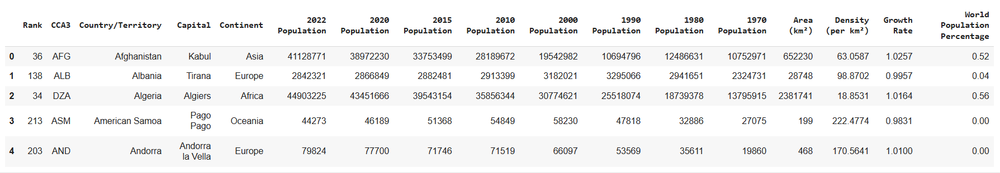 Rank CCA3 Country/Territory Capital Continent 2022 Population 2020 Population 2015 Population 2010 Population 2000 Population 1990 Population 1980 Population 1970 Population Area (km²) Density (per km²) Growth Rate World Population Percentage
0 36 AFG Afghanistan Kabul Asia 41128771 38972230 33753499 28189672 19542982 10694796 12486631 10752971 652230 63.0587 1.0257 0.52
1 138 ALB Albania Tirana Europe 2842321 2866849 2882481 2913399 3182021 3295066 2941651 2324731 28748 98.8702 0.9957 0.04
2 34 DZA Algeria Algiers Africa 44903225 43451666 39543154 35856344 30774621 25518074 18739378 13795915 2381741 18.8531 1.0164 0.56
3 213 ASM American Samoa Pago Pago Oceania 44273 46189 51368 54849 58230 47818 32886 27075 199 222.4774 0.9831 0.00
4 203 AND Andorra Andorra la Vella Europe 79824 77700 71746 71519 66097 53569 35611 19860 468 170.5641 1.0100 0.00